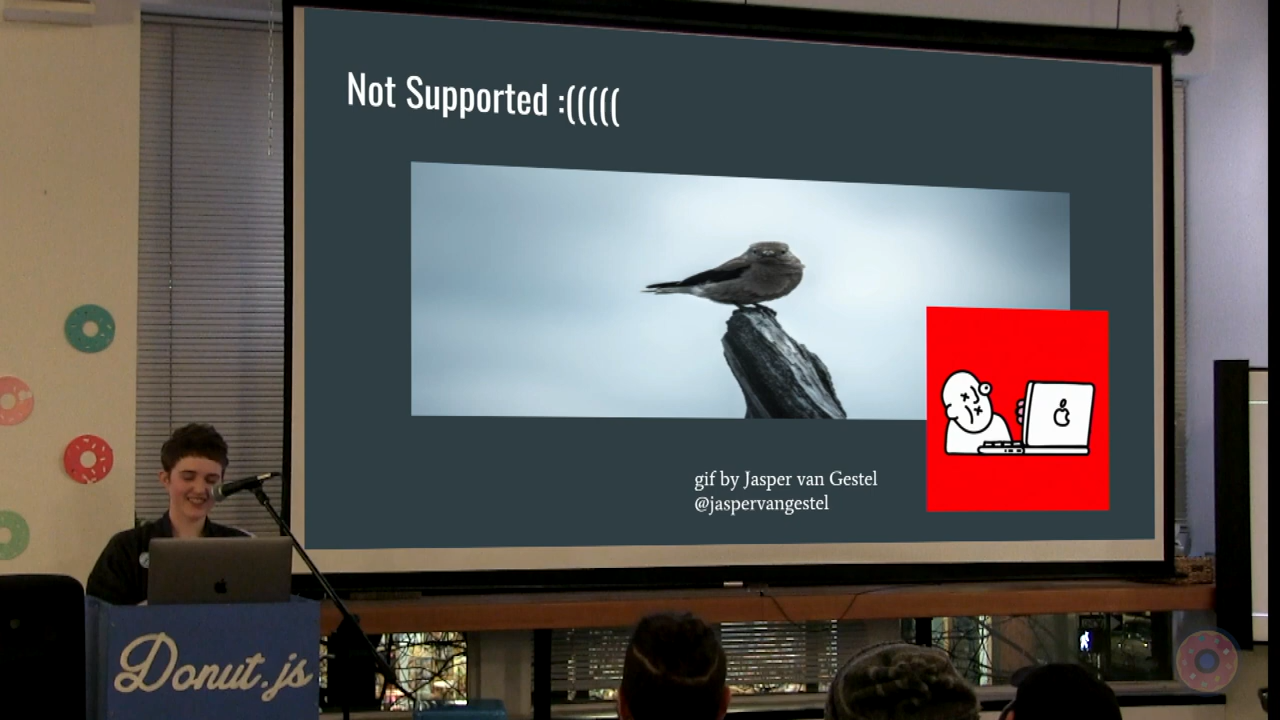 Not Supported :(((((
gif by Jasper van Gestel
@jaspervangestel
Donut.js